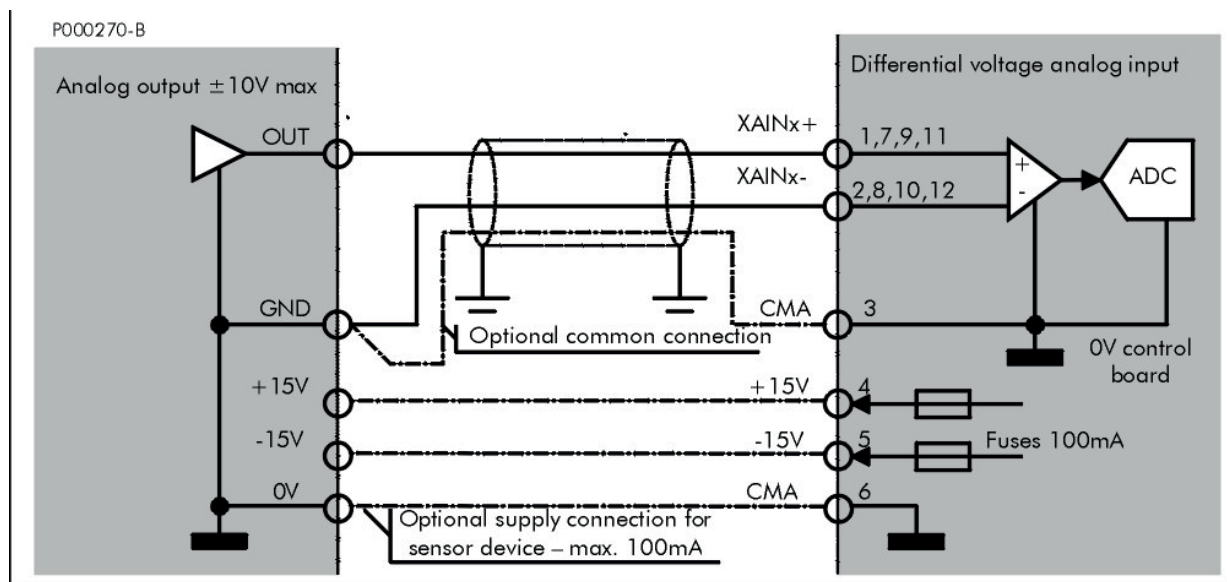 P000270-B
Analog output ±10V max
Differential voltage analog input
OUT
XAINx+
1,7,9,11
XAINx-
2,8,10,12
+
-
ADC
GND
CMA
3
Optional common connection
0V control
board
+15V
+15V
4
-15V
-15V
5
Fuses 100mA
0V
CMA
6
Optional supply connection for
sensor device – max. 100mA